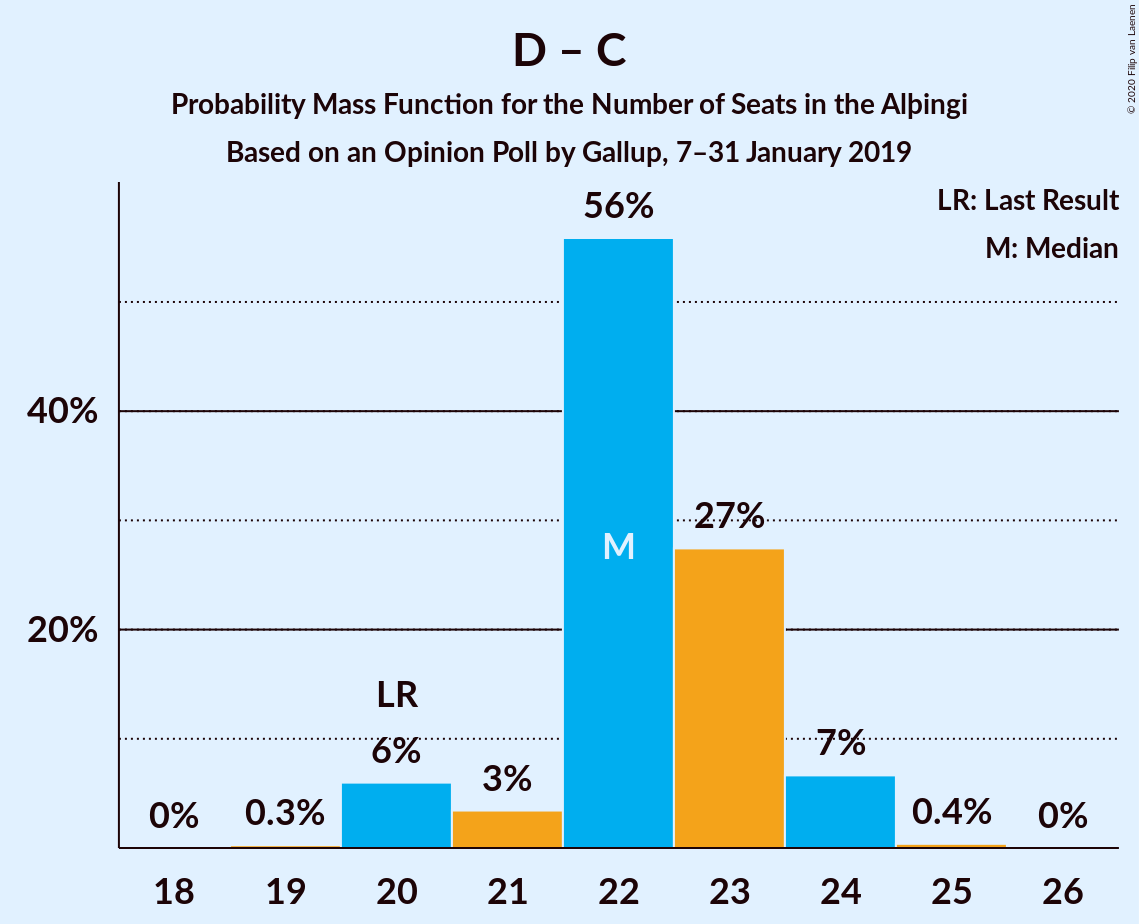 D – C
Probability Mass Function for the Number of Seats in the Alþingi
Based on an Opinion Poll by Gallup, 7–31 January 2019
© 2020 Filip van Laenen
LR: Last Result
M: Median
56%
40%
27%
M
20%
LR
6%
7%
3%
0%
0.3%
0.4%
0%
18 19 20 21 22 23 24 25 26